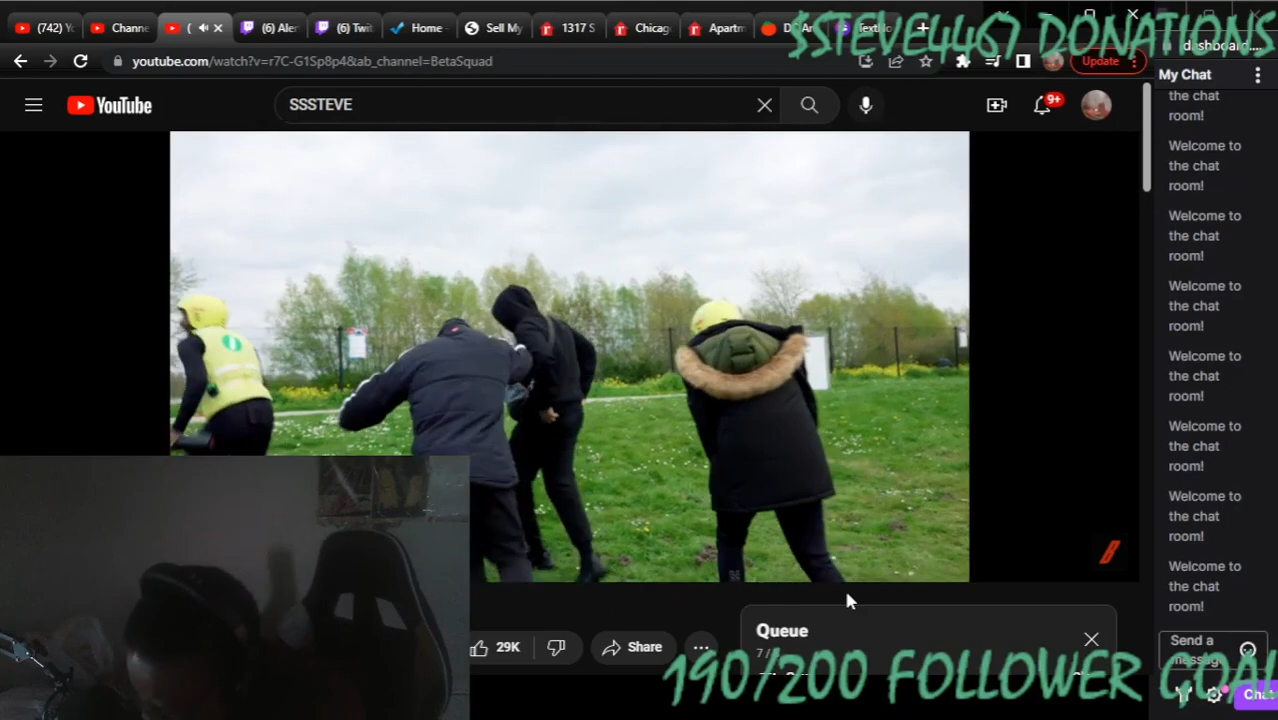 (742) Y
Channe
(6) Aler
(6) Twit
Home -
Sell My
1317 S
Chicag
Apartm
$STEVE4467 DONATIONS
youtube.com/watch?v=r7C-G1Sp8p4&ab_channel=BetaSquad
Update
dashboard....
My Chat
YouTube
SSSTEVE
9+
the chat
room!
Welcome to
the chat
room!
Welcome to
the chat
room!
Welcome to
the chat
room!
Welcome to
the chat
room!
Welcome to
the chat
room!
Welcome to
the chat
room!
Welcome to
the chat
room!
29K
Share
Queue
Send a
190/200 FOLLOWER GOAL
Chat